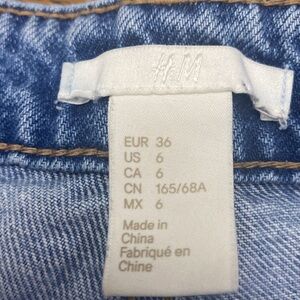 H&M
EUR 36
US 6
CA 6
CN 165/68A
MX 6
Made in
China
Fabriqué en
Chine